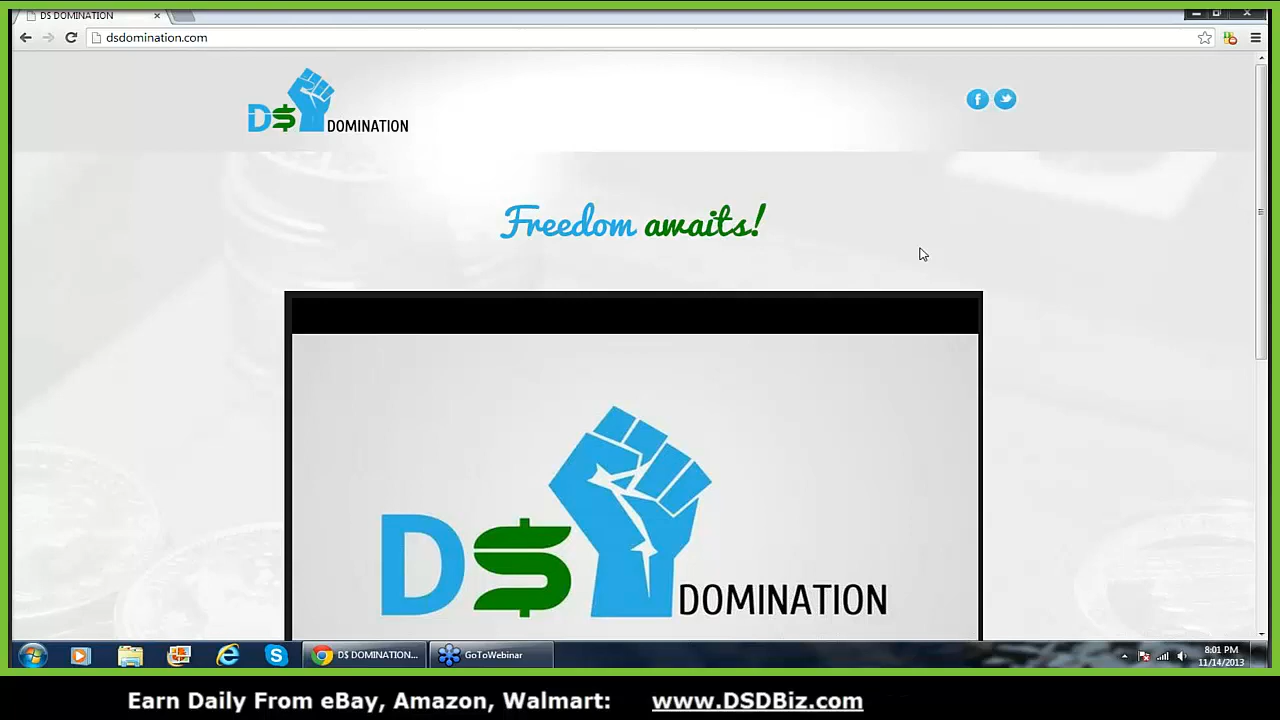 DS DOMINATION
dsdomination.com
D$ DOMINATION
Freedom awaits!
D$ DOMINATION
D$ DOMINATION...
GoToWebinar
8:01 PM
11/14/2013
Earn Daily From eBay, Amazon, Walmart: www.DSDBiz.com